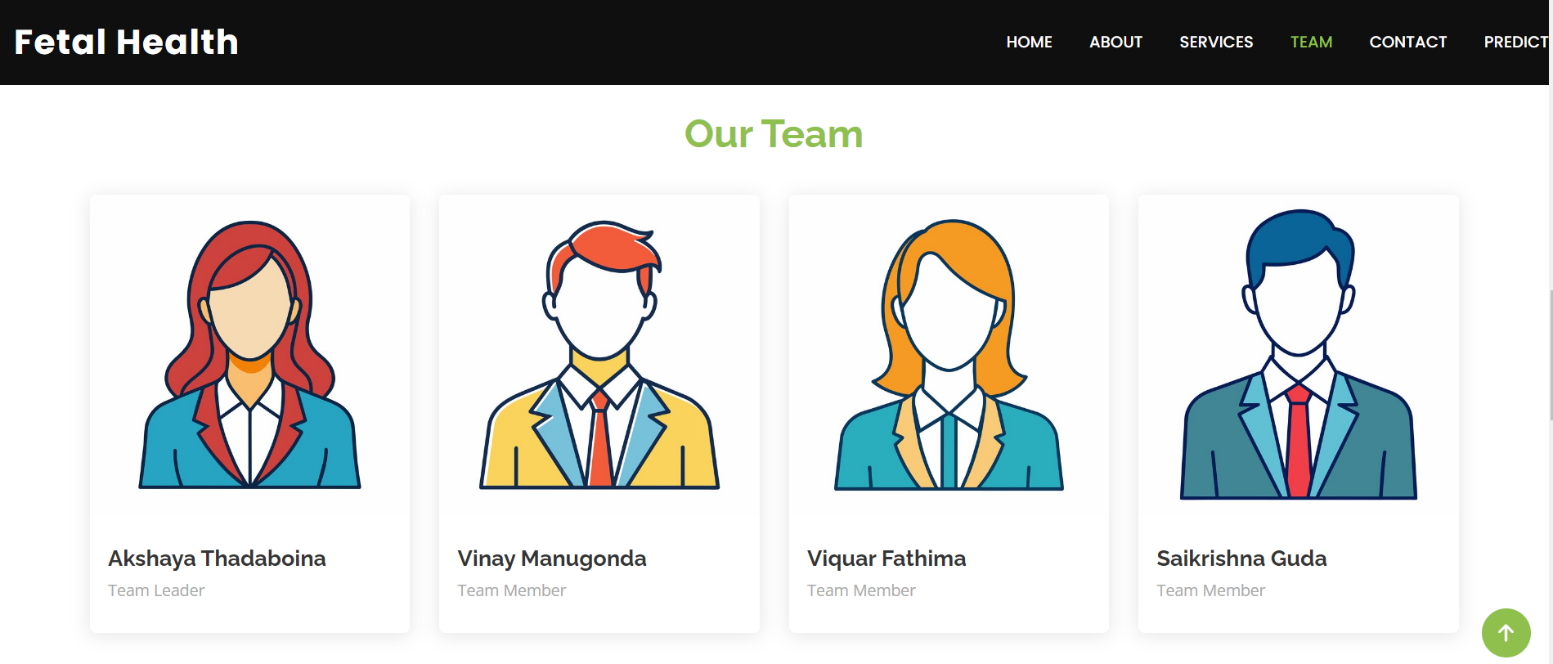 Fetal Health
HOME ABOUT SERVICES TEAM CONTACT PREDICT
Our Team
Akshaya Thadaboina
Team Leader
Vinay Manugonda
Team Member
Viquar Fathima
Team Member
Saikrishna Guda
Team Member